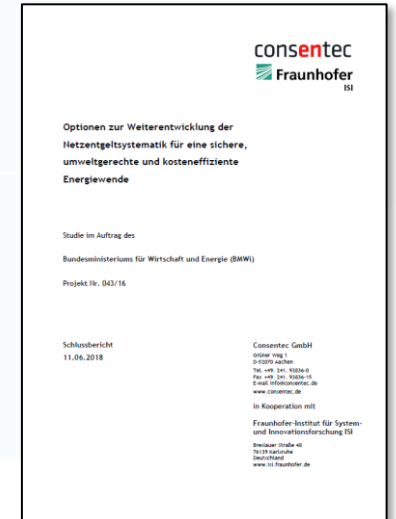 consentec
Fraunhofer
ISI
Optionen zur Weiterentwicklung der
Netzentgeltsystematik für eine sichere,
umweltgerechte und kosteneffiziente
Energiewende
Studie im Auftrag des
Bundesministeriums für Wirtschaft und Energie (BMWi)
Projekt Nr. 043/16
Schlussbericht
11.06.2018
Consentec GmbH
Grüner Weg 1
D-52070 Aachen
Tel. +49. 241. 93836-0
Fax +49. 241. 93836-15
E-Mail info@consentec.de
www.consentec.de
in Kooperation mit
Fraunhofer-Institut für System-
und Innovationsforschung ISI
Breslauer Straße 48
76139 Karlsruhe
Deutschland
www.isi.fraunhofer.de